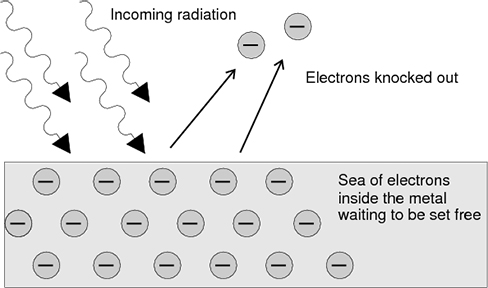 Incoming radiation
Electrons knocked out
Sea of electrons
inside the metal
waiting to be set free